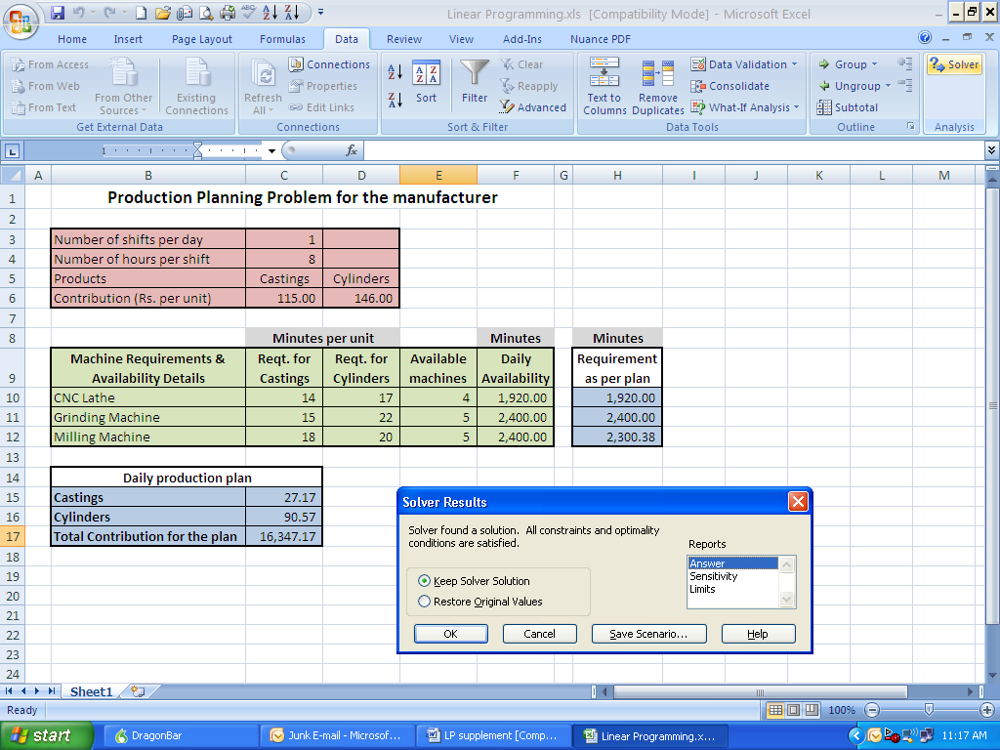 Linear Programming.xls [Compatibility Mode] - Microsoft Excel
Home Insert Page Layout Formulas Data Review View Add-Ins Nuance PDF
From Access
From Web
From Text
From Other Sources
Existing Connections
Get External Data
Refresh All
Connections
Properties
Edit Links
Connections
Sort
Filter
Clear
Reapply
Advanced
Sort & Filter
Text to Columns
Remove Duplicates
Data Validation
Consolidate
What-If Analysis
Data Tools
Group
Ungroup
Subtotal
Outline
Solver
Analysis
1
fx
A B C D E F G H I J K L M
1 Production Planning Problem for the manufacturer
2
3 Number of shifts per day 1
4 Number of hours per shift 8
5 Products Castings Cylinders
6 Contribution (Rs. per unit) 115.00 146.00
7
8 Minutes per unit Minutes Minutes
Machine Requirements & Reqt. for Reqt. for Available Daily Requirement
9 Availability Details Castings Cylinders machines Availability as per plan
10 CNC Lathe 14 17 4 1,920.00 1,920.00
11 Grinding Machine 15 22 5 2,400.00 2,400.00
12 Milling Machine 18 20 5 2,400.00 2,300.38
13
14 Daily production plan
15 Castings 27.17
16 Cylinders 90.57
17 Total Contribution for the plan 16,347.17
18
19
20
21
22
23
24
Solver Results
Solver found a solution. All constraints and optimality
conditions are satisfied.
Reports
Answer
Sensitivity
Limits
Keep Solver Solution
Restore Original Values
OK Cancel Save Scenario... Help
Sheet1
Ready 100%
start DragonBar Junk E-mail - Microsof... LP supplement [Comp... Linear Programming.x... 11:17 AM